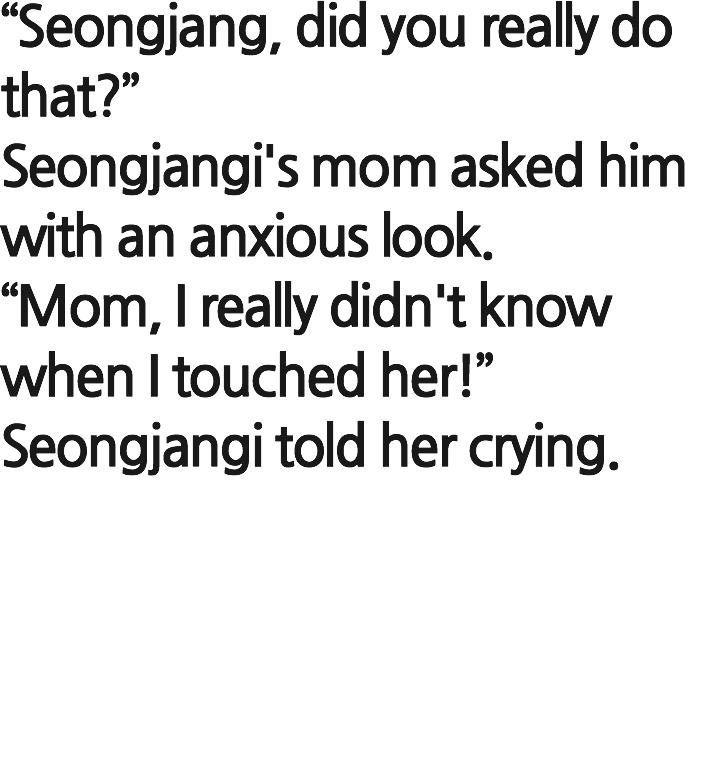 “Seongjang, did you really do
that?”
Seongjangi's mom asked him
with an anxious look.
“Mom, I really didn't know
when I touched her!”
Seongjangi told her crying.